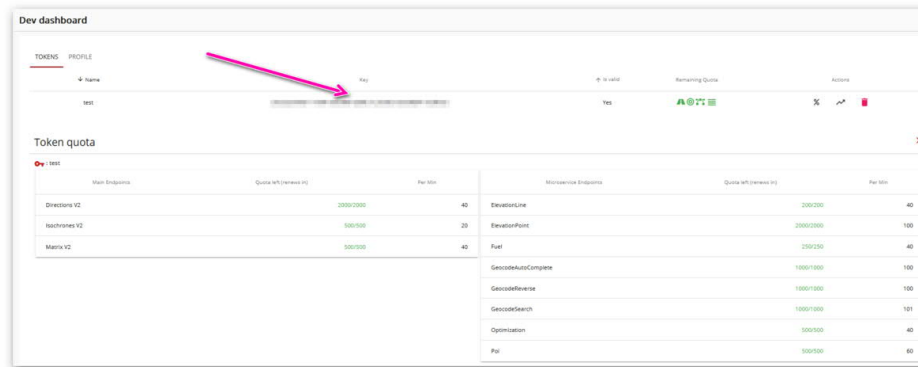 Dev dashboard
TOKENS PROFILE
Name Key Is valid Remaining Quota Actions
test Yes
Token quota
: test
Main Endpoints Quota left (renews in) Per Min
Directions V2 2000/2000 40
Isochrones V2 500/500 20
Matrix V2 500/500 40
Microservice Endpoints Quota left (renews in) Per Min
ElevationLine 200/200 40
ElevationPoint 2000/2000 100
Fuel 250/250 40
GeocodeAutoComplete 1000/1000 100
GeocodeReverse 1000/1000 100
GeocodeSearch 1000/1000 101
Optimization 500/500 40
Poi 500/500 60